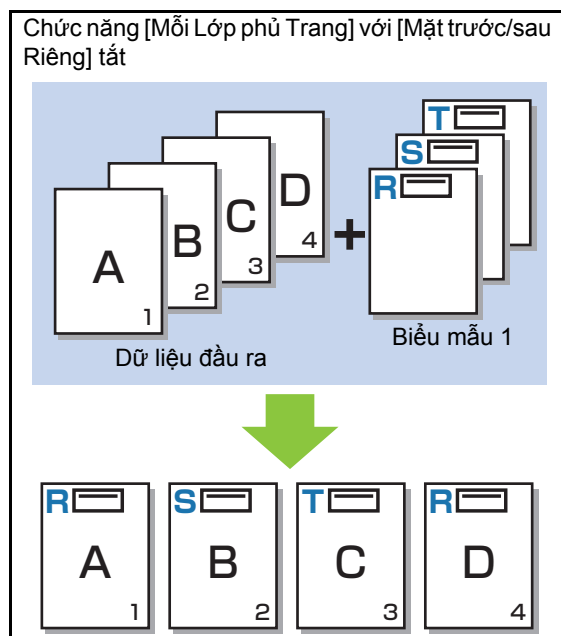 Chức năng [Mỗi Lớp phủ Trang] với [Mặt trước/sau
Riêng] tắt
A
1
B
2
C
3
D
4
+
R
S
T
Dữ liệu đầu ra
Biểu mẫu 1
R
A
1
S
B
2
T
C
3
R
D
4